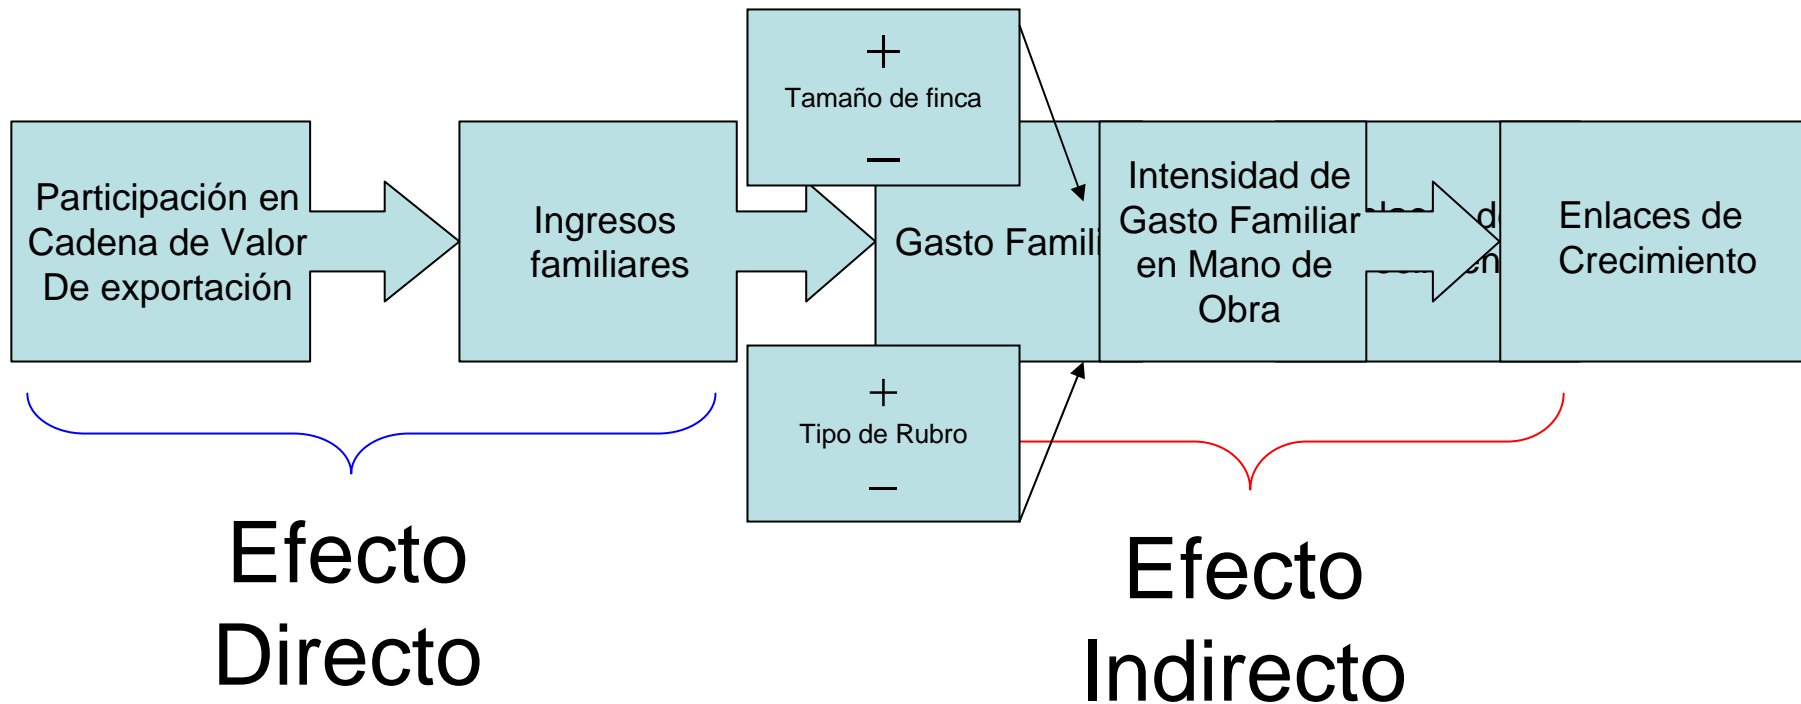 +
Tamaño de finca
–
Participación en
Cadena de Valor
De exportación
Ingresos
familiares
Gasto
Intensidad de
Gasto Familiar
en Mano de
Obra
Enlaces de
Crecimiento
+
Tipo de Rubro
–
Efecto
Directo
Efecto
Indirecto